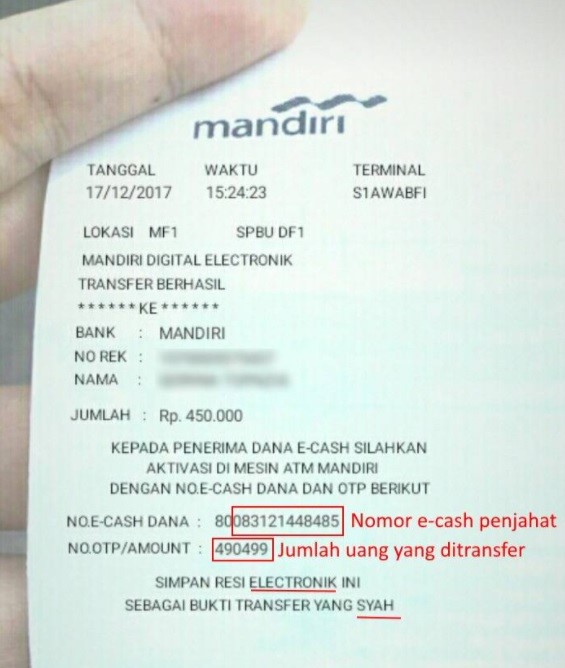 mandırı
TANGGAL WAKTU TERMINAL
17/12/2017 15:24:23 S1AWABFI
LOKASI MF1 SPBU DF1
MANDIRI DIGITAL ELECTRONIK
TRANSFER BERHASIL
******KE******
BANK : MANDIRI
NO REK :
NAMA :
JUMLAH : Rp. 450.000
KEPADA PENERIMA DANA E-CASH SILAHKAN
AKTIVASI DI MESIN ATM MANDIRI
DENGAN NO.E-CASH DANA DAN OTP BERIKUT
NO.E-CASH DANA : 80083121448485 Nomor e-cash penjahat
NO.OTP/AMOUNT : 490499 Jumlah uang yang ditransfer
SIMPAN RESI ELECTRONIK INI
SEBAGAI BUKTI TRANSFER YANG SYAH